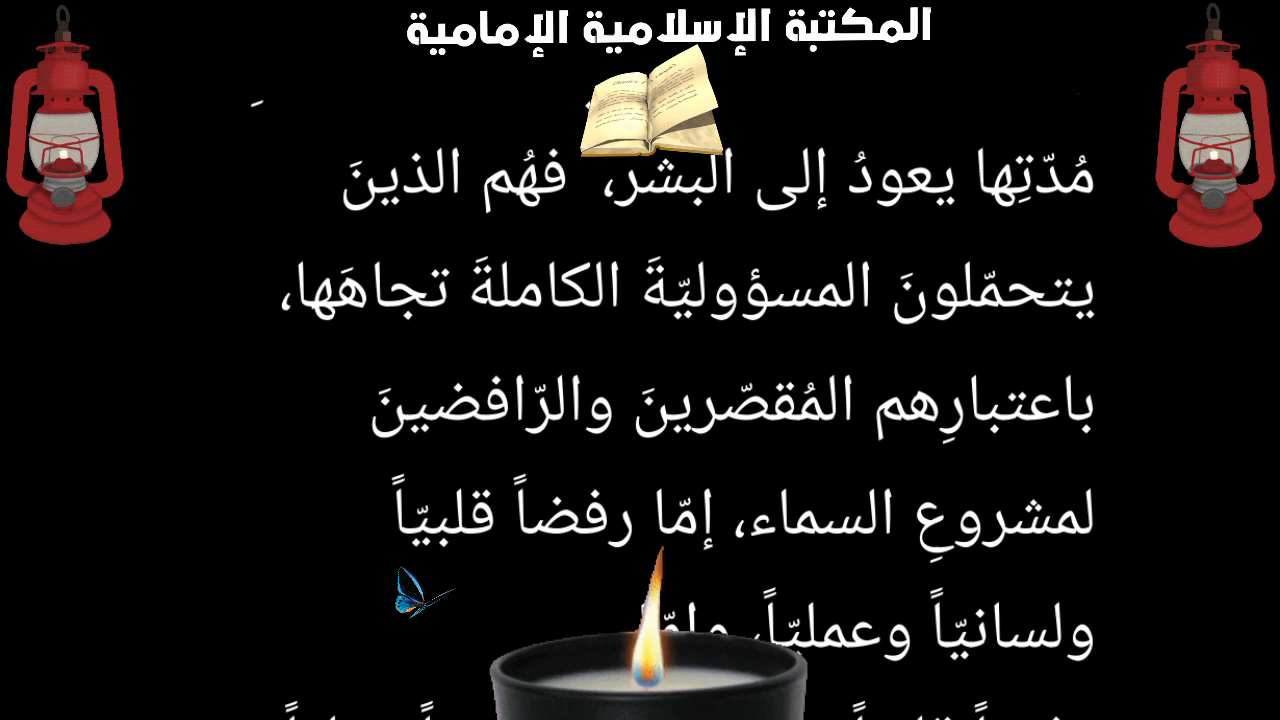 المكتبة الإسلامية الإمامية
مُدّتِها يعودُ إلى البشر، فهُم الذينَ
يتحمّلونَ المسؤوليّةَ الكاملةَ تجاهَها،
باعتبارِهم المُقصّرينَ والرّافضينَ
لمشروعِ السماء، إمّا رفضاً قلبيّاً
ولسانيّاً وعمليّاً، وإمّا